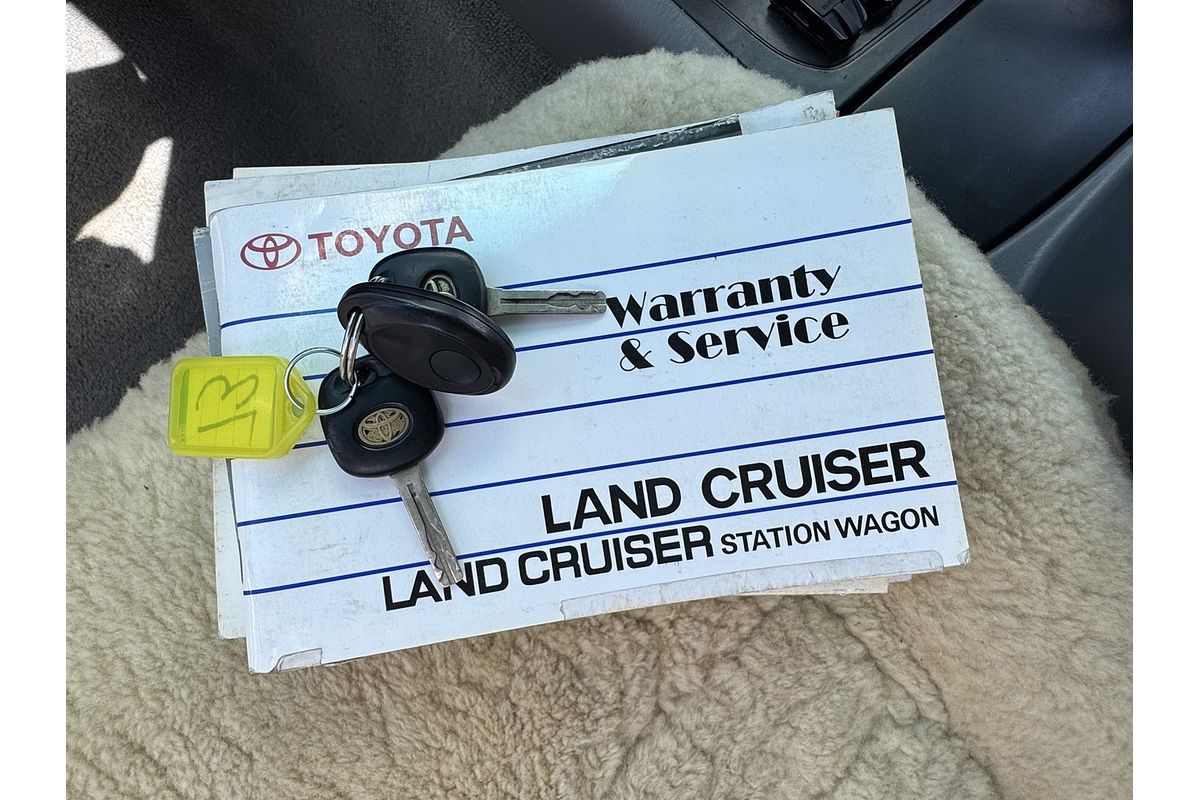 TOYOTA
Warranty
& Service
LAND CRUISER
LAND CRUISER STATION WAGON
13